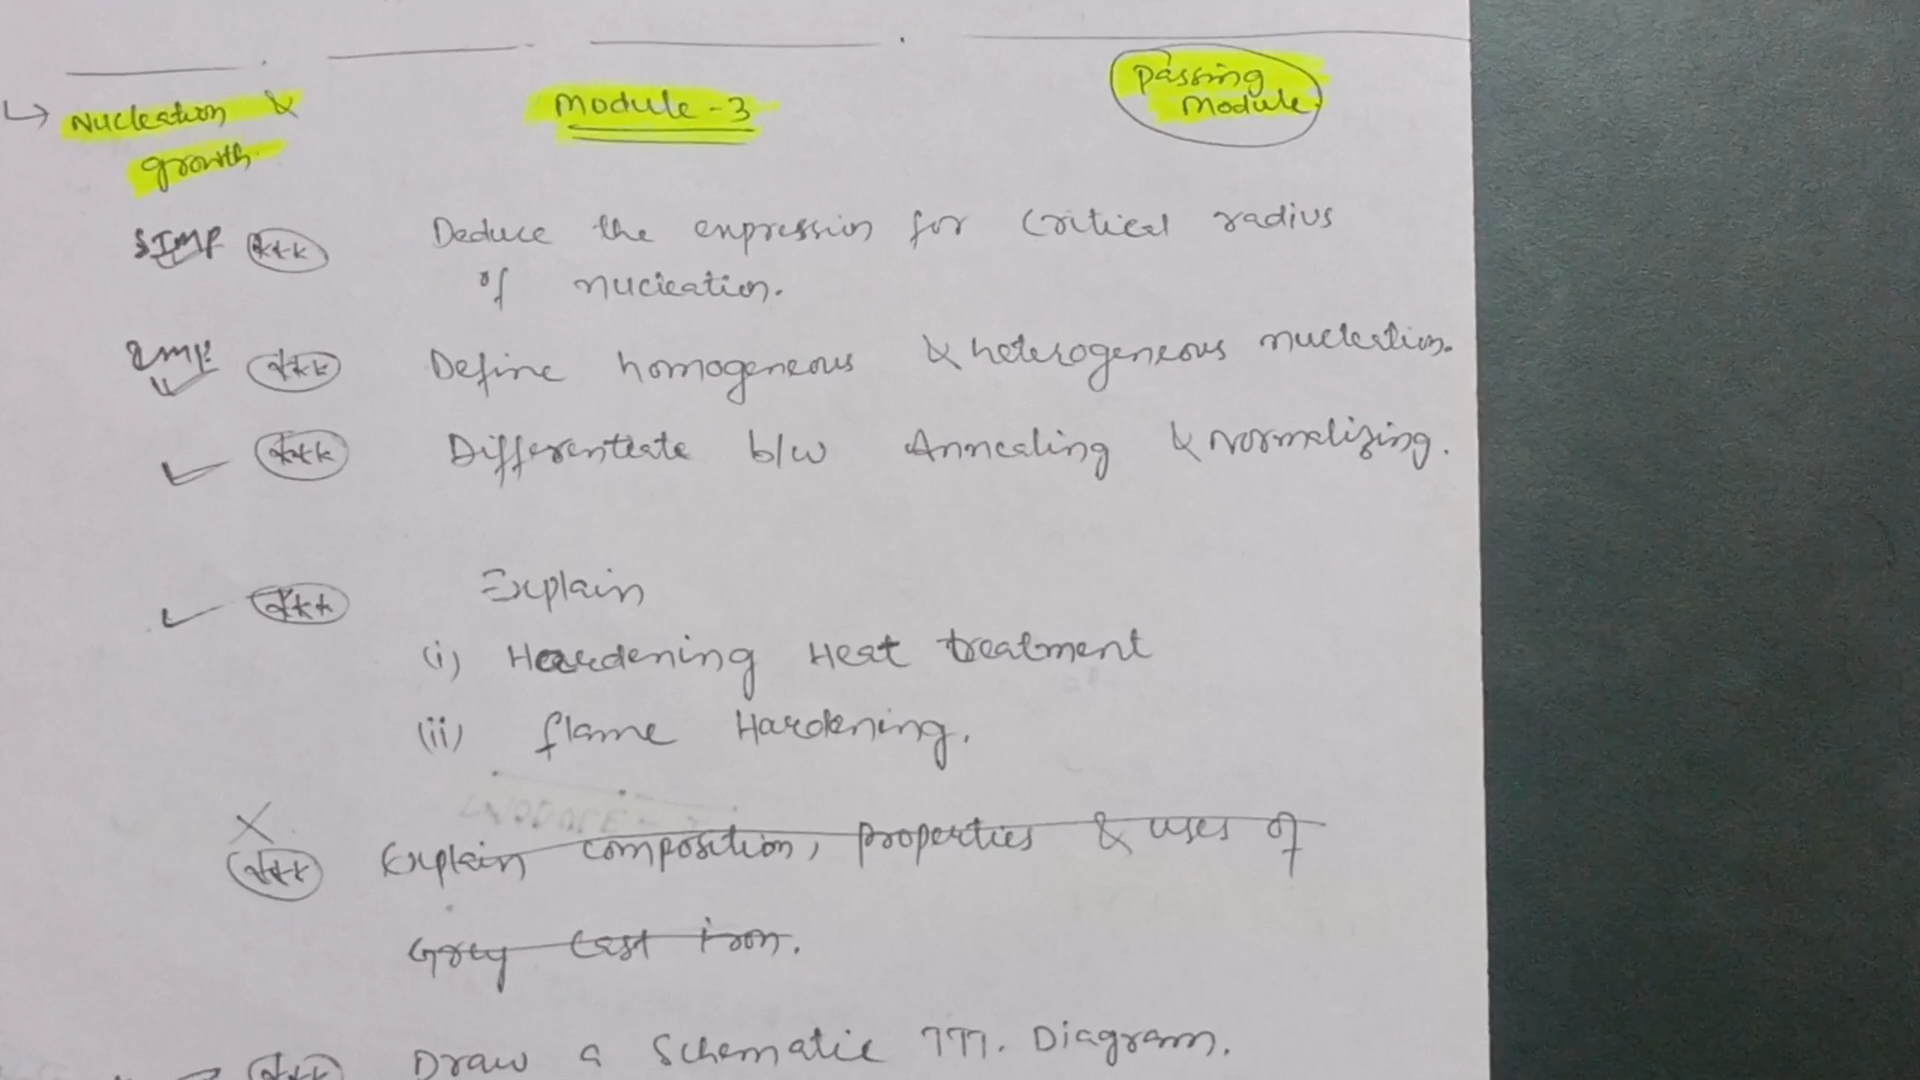 ↳ Nucleation & growth
Module-3
Passing Module
SIMP *** Deduce the expression for critical radius
of nucleation.
IMP *** Define homogeneous & heterogeneous nucleation.
✓ *** Differentiate b/w Annealing & Normalizing.
✓ *** Explain
(i) Hardening Heat treatment
(ii) flame Hardening.
X
*** Explain composition, properties & uses of
Grey Cast iron.
*** Draw a Schematic TTT. Diagram.